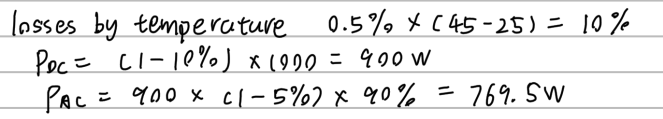 losses by temperature 0.5% × (45-25) = 10%
PDC = (1-10%) × 1000 = 900 W
PAC = 900 × (1-5%) × 90% = 769.5W